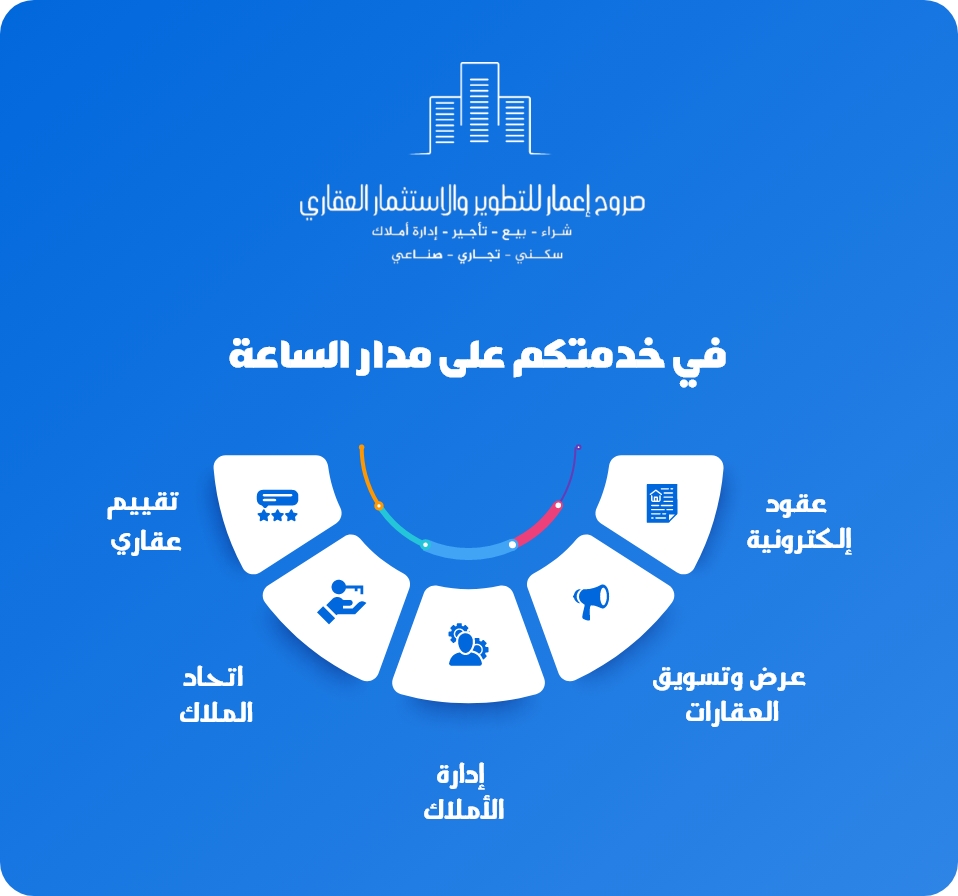 صروح إعمار للتطوير والاستثمار العقاري
شراء - بيع - تأجير - إدارة أملاك
سكني - تجاري - صناعي
في خدمتكم على مدار الساعة
عقود
إلكترونية
عرض وتسويق
العقارات
إدارة
الأملاك
اتحاد
الملاك
تقييم
عقاري